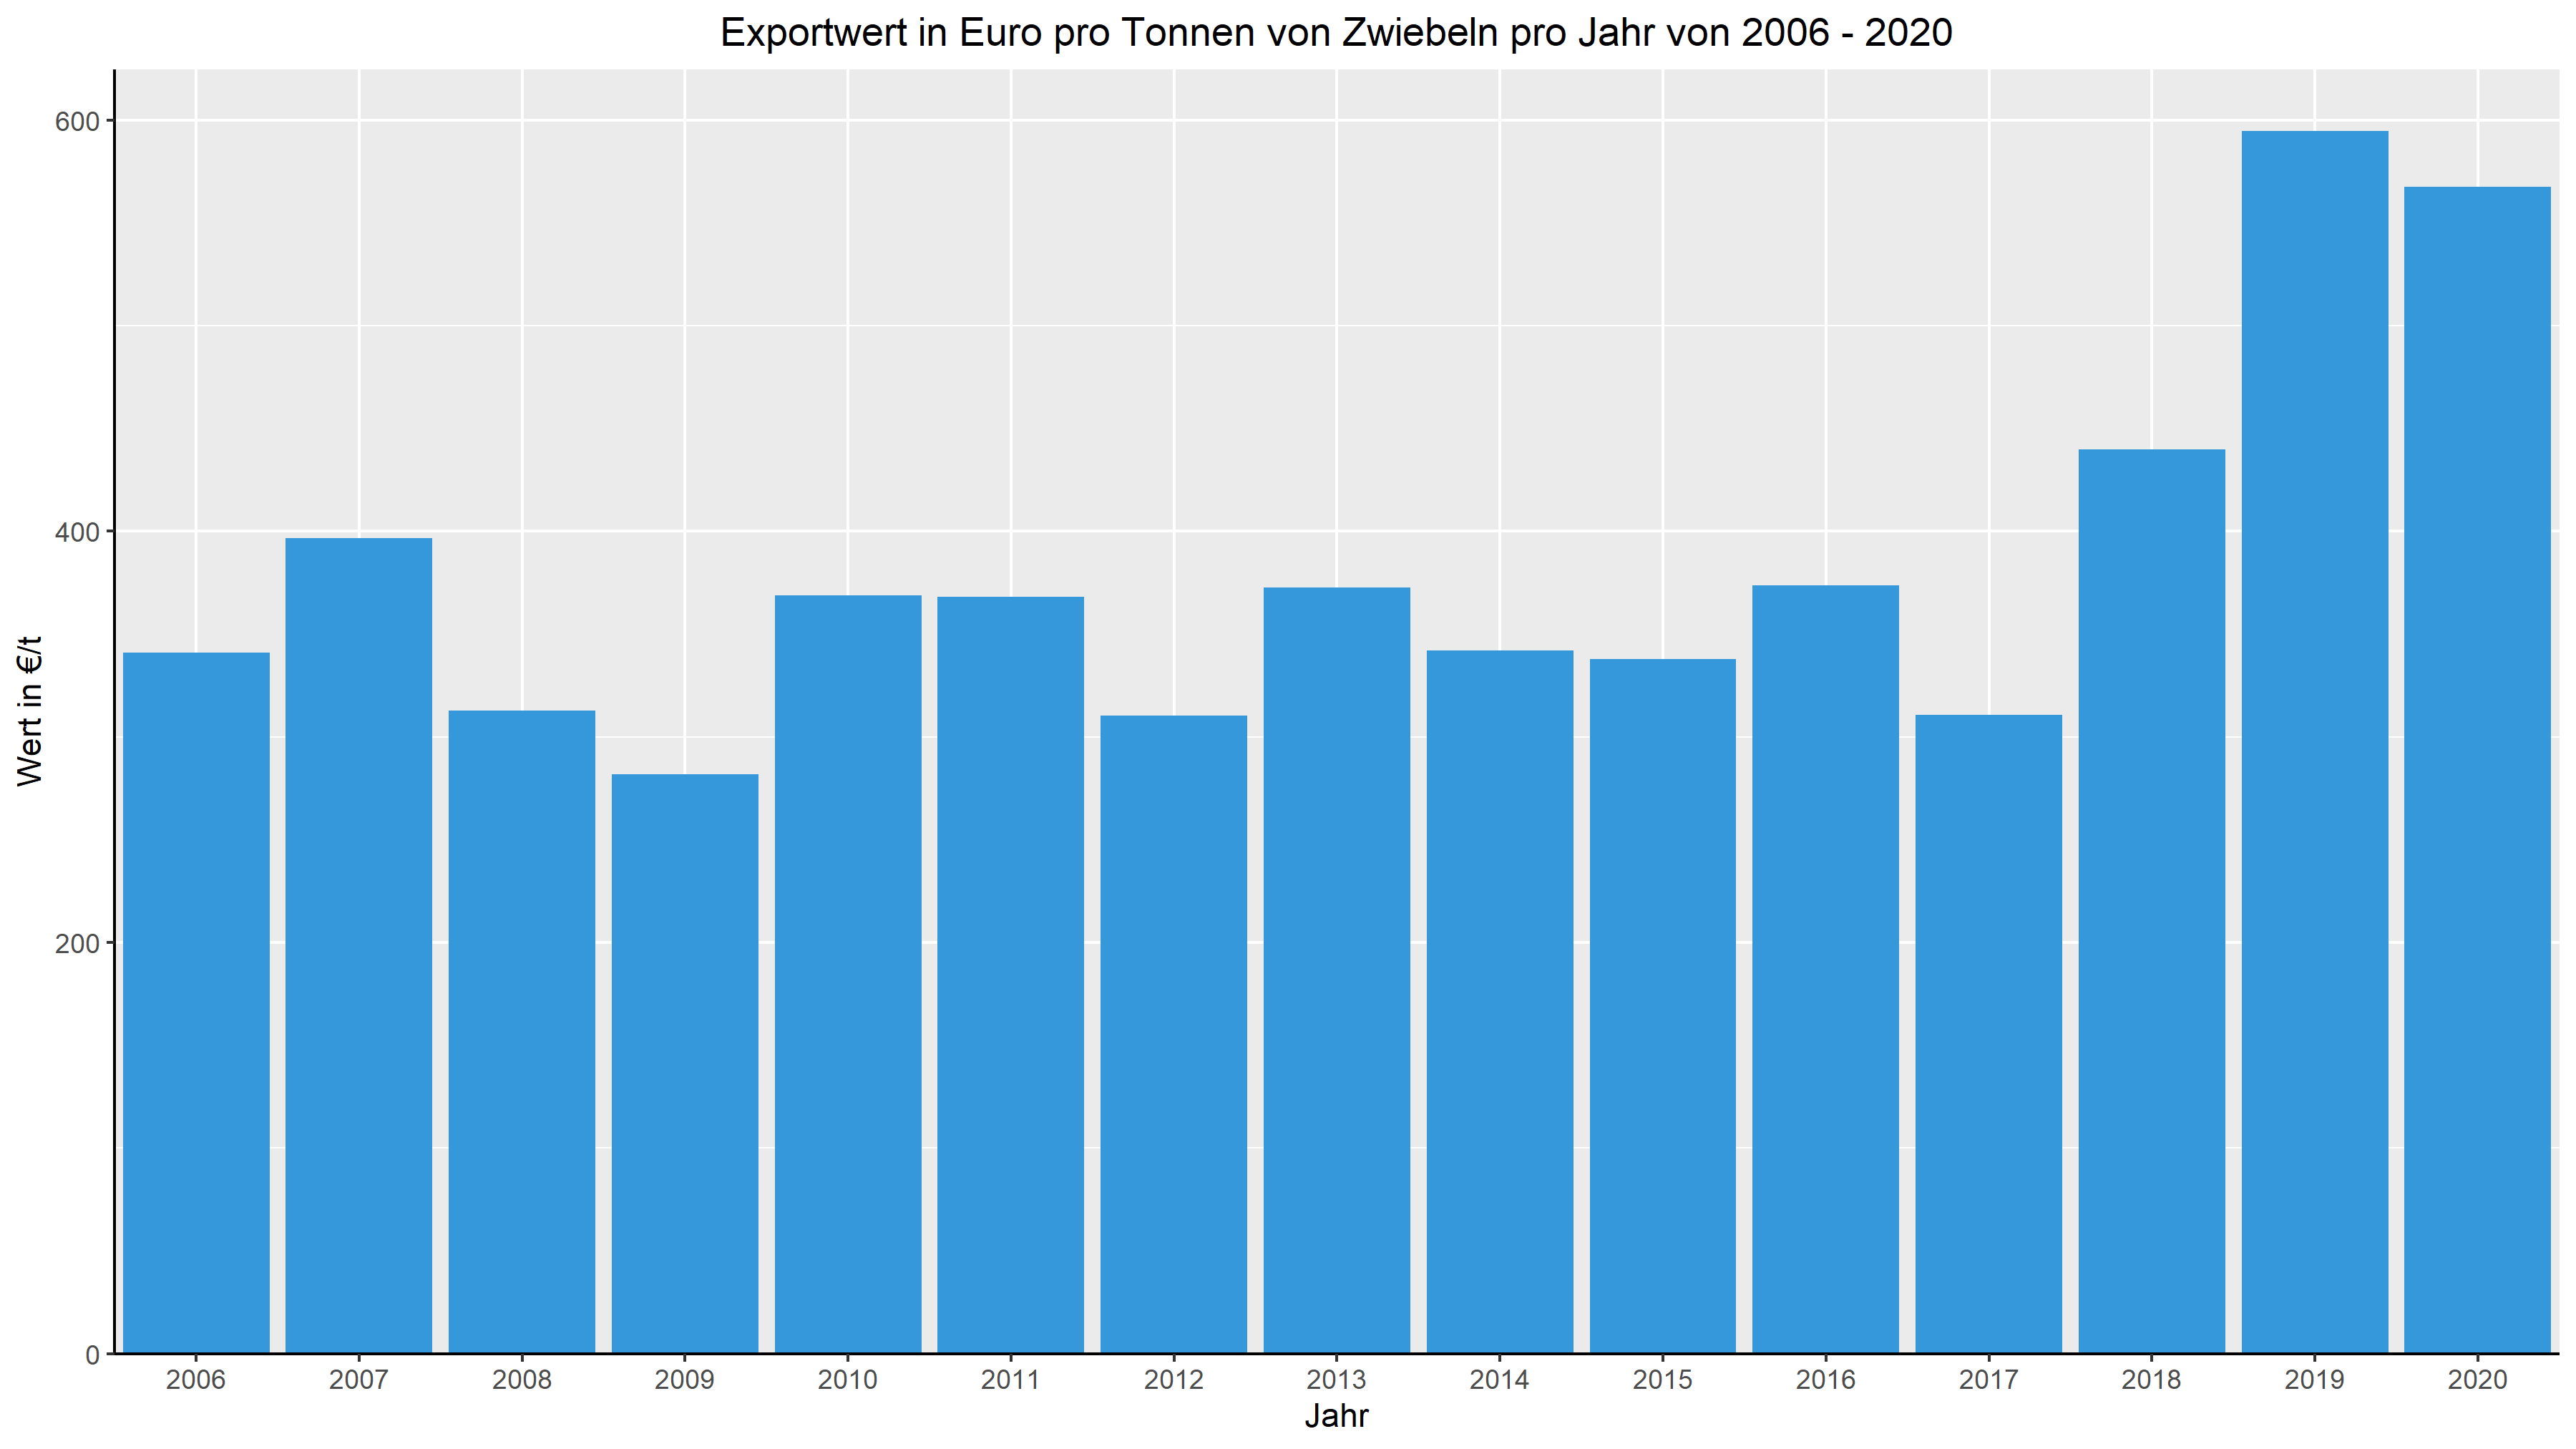 Exportwert in Euro pro Tonnen von Zwiebeln pro Jahr von 2006 - 2020
Wert in €/t
600
400
200
0
2006 2007 2008 2009 2010 2011 2012 2013 2014 2015 2016 2017 2018 2019 2020
Jahr